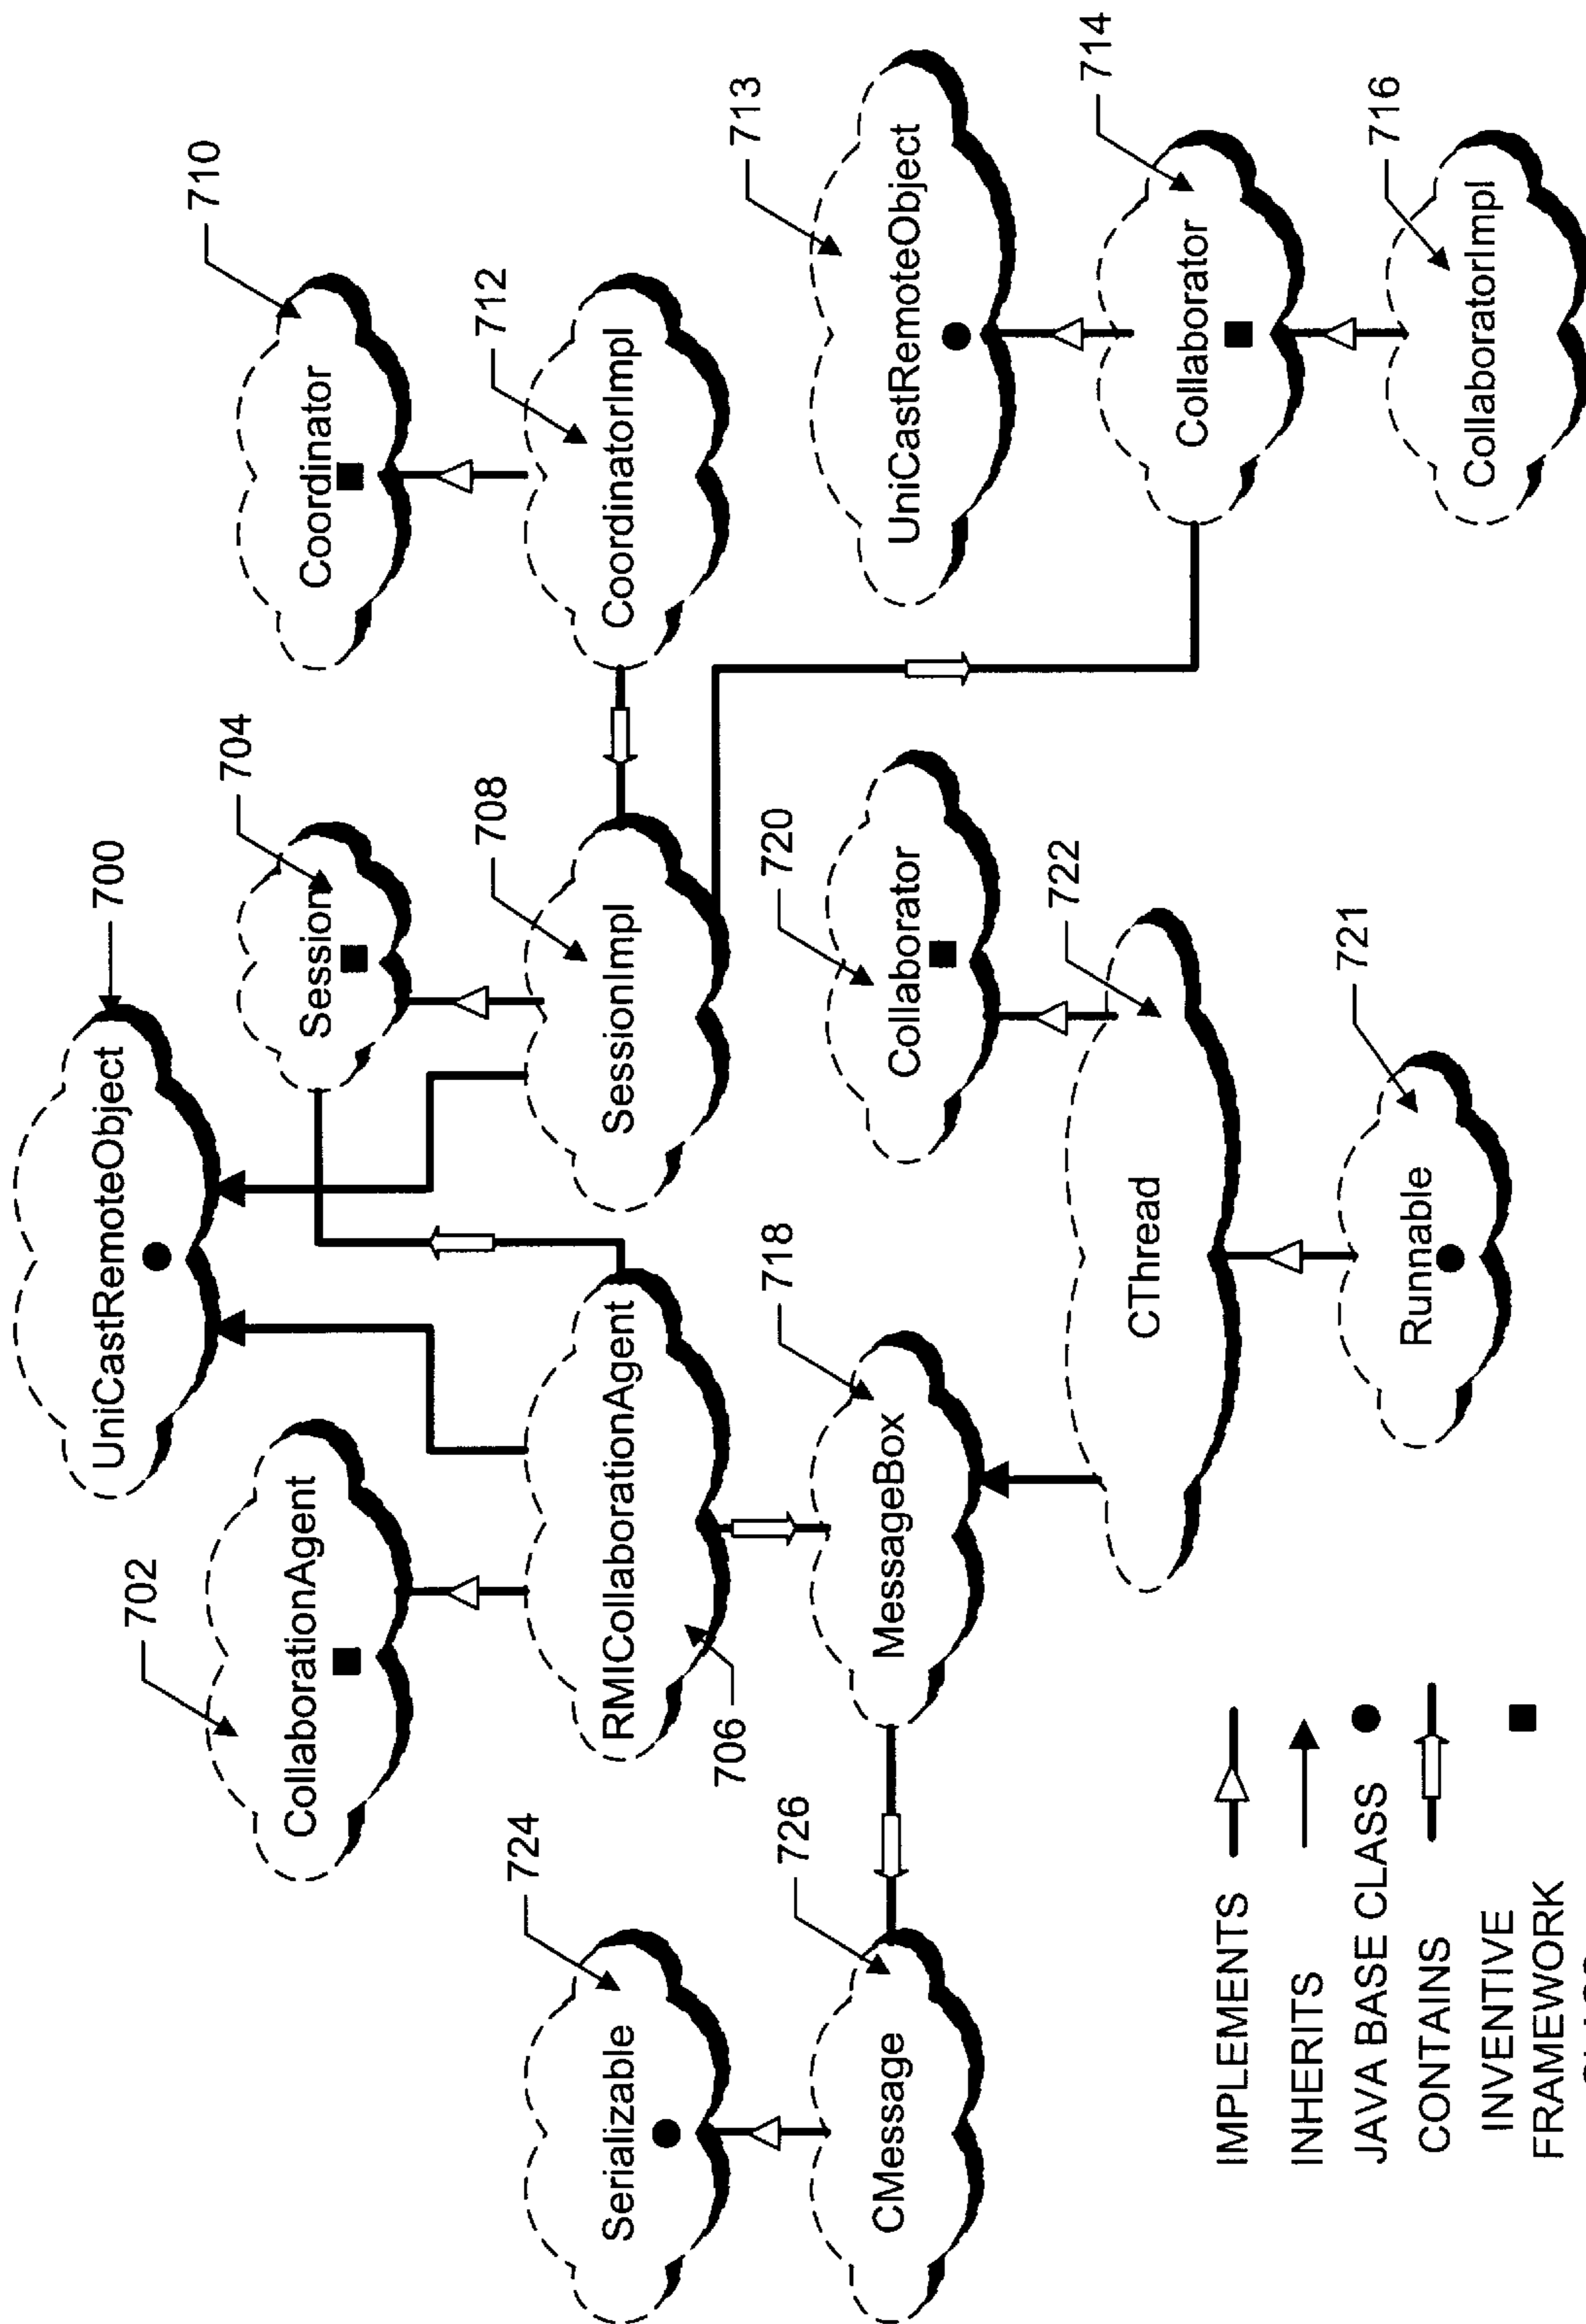 UniCastRemoteObject
700
702
710
704
CollaborationAgent
Session
Coordinator
708
712
724
Serializable
RMICollaborationAgent
SessionImpl
CoordinatorImpl
706
718
713
726
720
CMessage
MessageBox
Collaborator
UniCastRemoteObject
722
714
CThread
Collaborator
721
716
Runnable
CollaboratorImpl
IMPLEMENTS
INHERITS
JAVA BASE CLASS
CONTAINS
INVENTIVE
FRAMEWORK